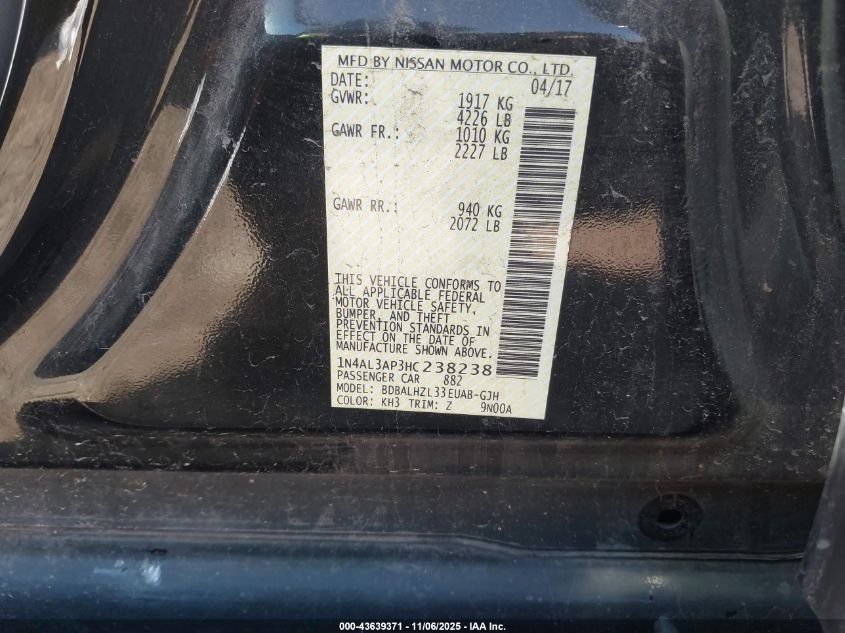 MFD BY NISSAN MOTOR CO., LTD.
DATE: 04/17
GVWR: 1917 KG
4226 LB
GAWR FR.: 1010 KG
2227 LB
GAWR RR.: 940 KG
2072 LB
THIS VEHICLE CONFORMS TO
ALL APPLICABLE FEDERAL
MOTOR VEHICLE SAFETY,
BUMPER, AND THEFT
PREVENTION STANDARDS IN
EFFECT ON THE DATE OF
MANUFACTURE SHOWN ABOVE.
1N4AL3AP3HC238238
PASSENGER CAR 882
MODEL: BDBALHZL33EUAB-GJH
COLOR: KH3 TRIM: Z 9N00A
000-43639371 - 11/06/2025 - IAA Inc.